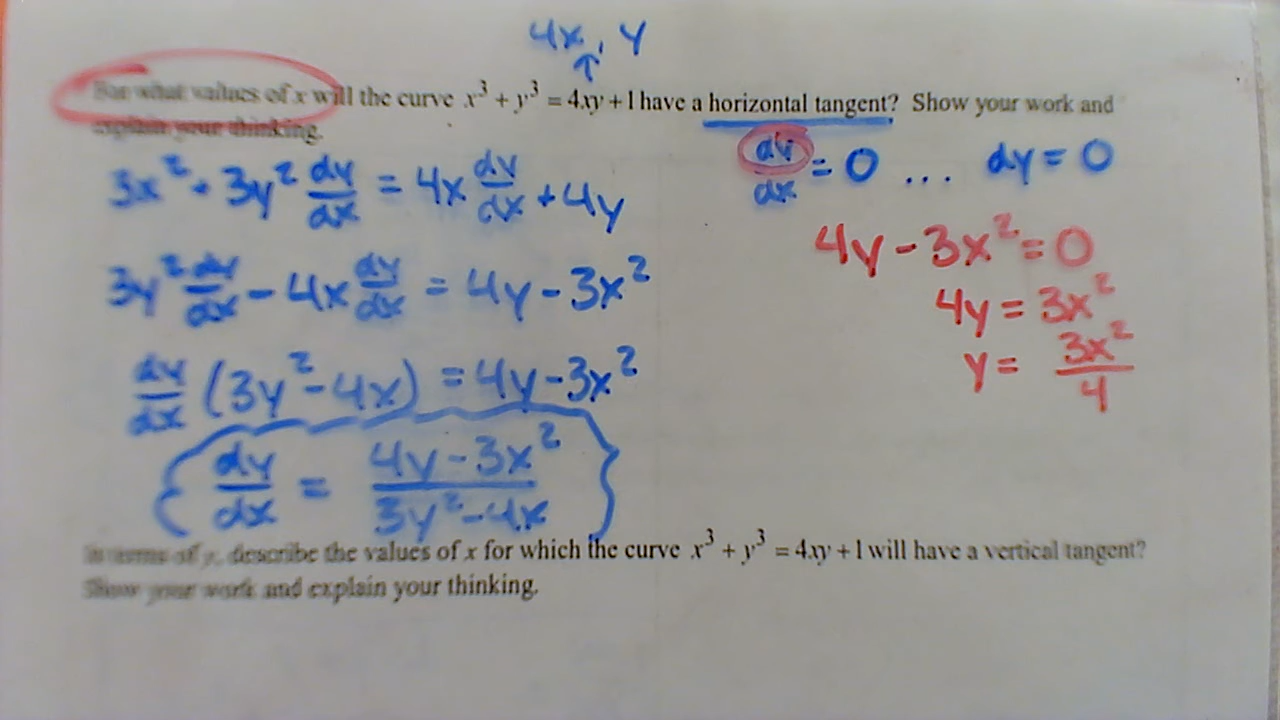 4x · y
↑
For what values of x will the curve x³ + y³ = 4xy + 1 have a horizontal tangent? Show your work and
explain your thinking.
dy/dx = 0 ... dy = 0
3x² + 3y² dy/dx = 4x dy/dx + 4y
4y - 3x² = 0
3y² dy/dx - 4x dy/dx = 4y - 3x²
4y = 3x²
y = 3x²/4
dy/dx (3y² - 4x) = 4y - 3x²
dy/dx = (4y - 3x²)/(3y² - 4x)
In terms of y, describe the values of x for which the curve x³ + y³ = 4xy + 1 will have a vertical tangent?
Show your work and explain your thinking.